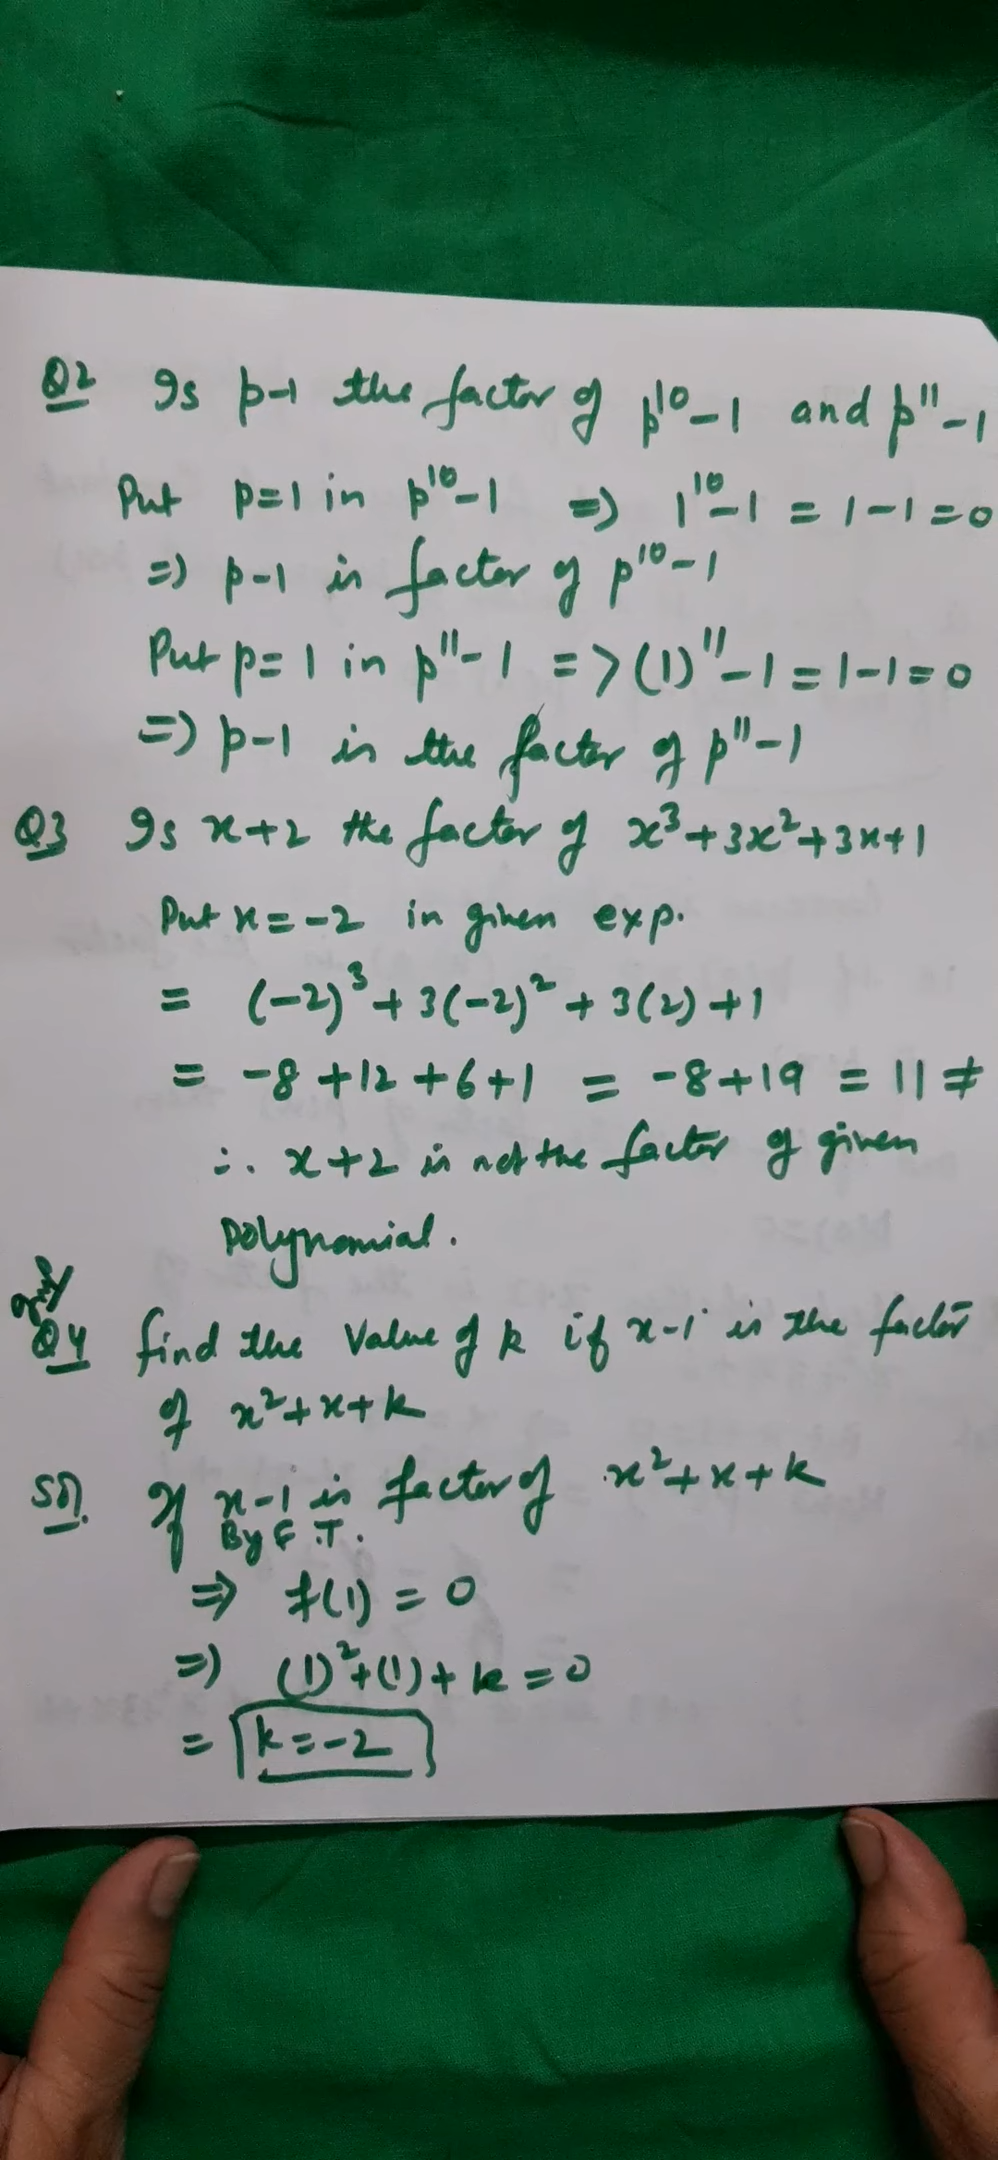 Q2 Is p-1 the factor of p¹⁰-1 and p¹¹-1
Put p=1 in p¹⁰-1 => 1¹⁰-1 = 1-1=0
=> p-1 is factor of p¹⁰-1
Put p=1 in p¹¹-1 => (1)¹¹-1=1-1=0
=> p-1 is the factor of p¹¹-1
Q3 Is x+2 the factor of x³+3x²+3x+1
Put x=-2 in given exp.
= (-2)³+3(-2)²+3(2)+1
= -8+12+6+1 = -8+19 = 11≠
∴ x+2 is not the factor of given
polynomial.
Q4 find the value of k if x-1 is the factor
of x²+x+k
Sol. If x-1 is factor of x²+x+k
By F.T.
=> f(1)=0
=> (1)²+(1)+k=0
= k=-2